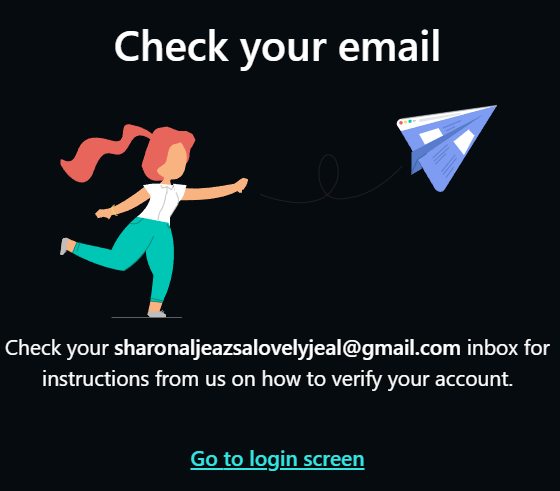 Check your email
Check your sharonaljeazsalovelyjeal@gmail.com inbox for
instructions from us on how to verify your account.
Go to login screen